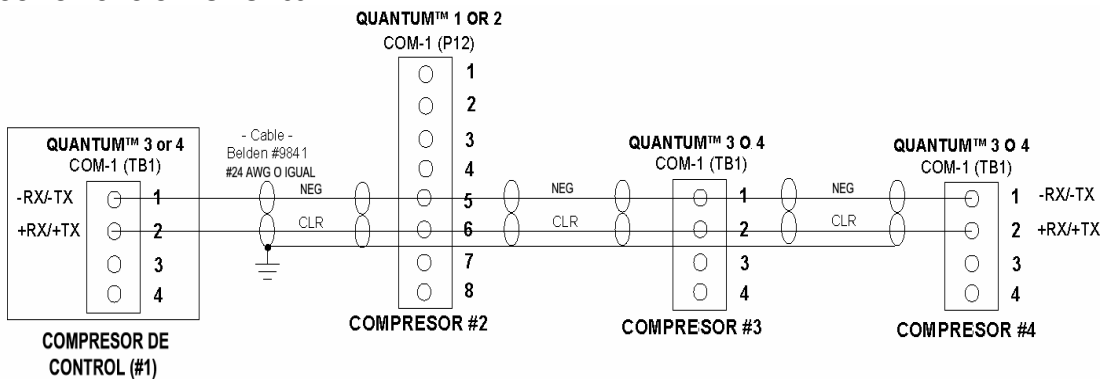 QUANTUM™ 1 OR 2
COM-1 (P12)
1
2
3
4
5
6
7
8
COMPRESOR #2
QUANTUM™ 3 or 4
COM-1 (TB1)
-RX/-TX
+RX/+TX
1
2
3
4
COMPRESOR DE
CONTROL (#1)
- Cable -
Belden #9841
#24 AWG O IGUAL
NEG
CLR
NEG
CLR
QUANTUM™ 3 O 4
COM-1 (TB1)
1
2
3
4
COMPRESOR #3
NEG
CLR
QUANTUM™ 3 O 4
COM-1 (TB1)
1
2
3
4
-RX/-TX
+RX/+TX
COMPRESOR #4